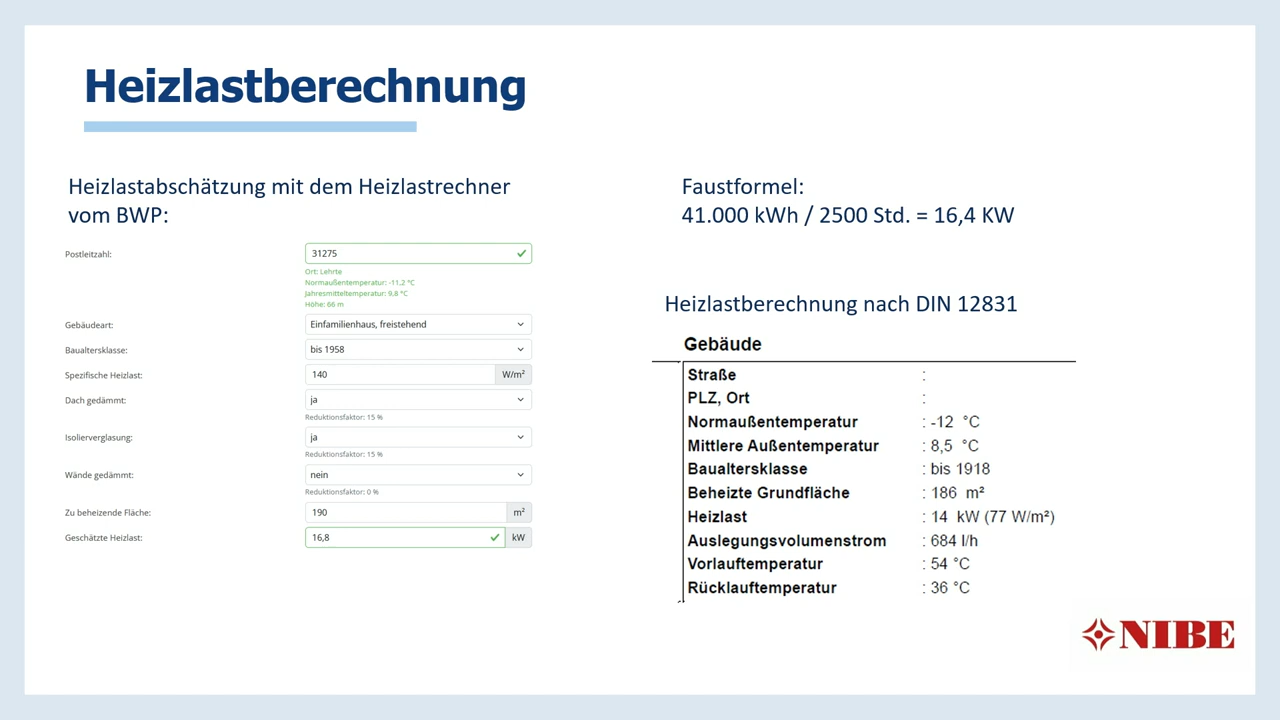 Heizlastberechnung
Heizlastabschätzung mit dem Heizlastrechner
vom BWP:
Postleitzahl: 31275
Ort: Lehrte
Normaußentemperatur: -11,2 °C
Jahresmitteltemperatur: 9,8 °C
Höhe: 66 m
Gebäudeart: Einfamilienhaus, freistehend
Baualtersklasse: bis 1958
Spezifische Heizlast: 140 W/m²
Dach gedämmt: ja
Reduktionsfaktor: 15 %
Isolierverglasung: ja
Reduktionsfaktor: 15 %
Wände gedämmt: nein
Reduktionsfaktor: 0 %
Zu beheizende Fläche: 190 m²
Geschätzte Heizlast: 16,8 kW
Faustformel:
41.000 kWh / 2500 Std. = 16,4 KW
Heizlastberechnung nach DIN 12831
Gebäude
Straße :
PLZ, Ort :
Normaußentemperatur : -12 °C
Mittlere Außentemperatur : 8,5 °C
Baualtersklasse : bis 1918
Beheizte Grundfläche : 186 m²
Heizlast : 14 kW (77 W/m²)
Auslegungsvolumenstrom : 684 l/h
Vorlauftemperatur : 54 °C
Rücklauftemperatur : 36 °C
NIBE